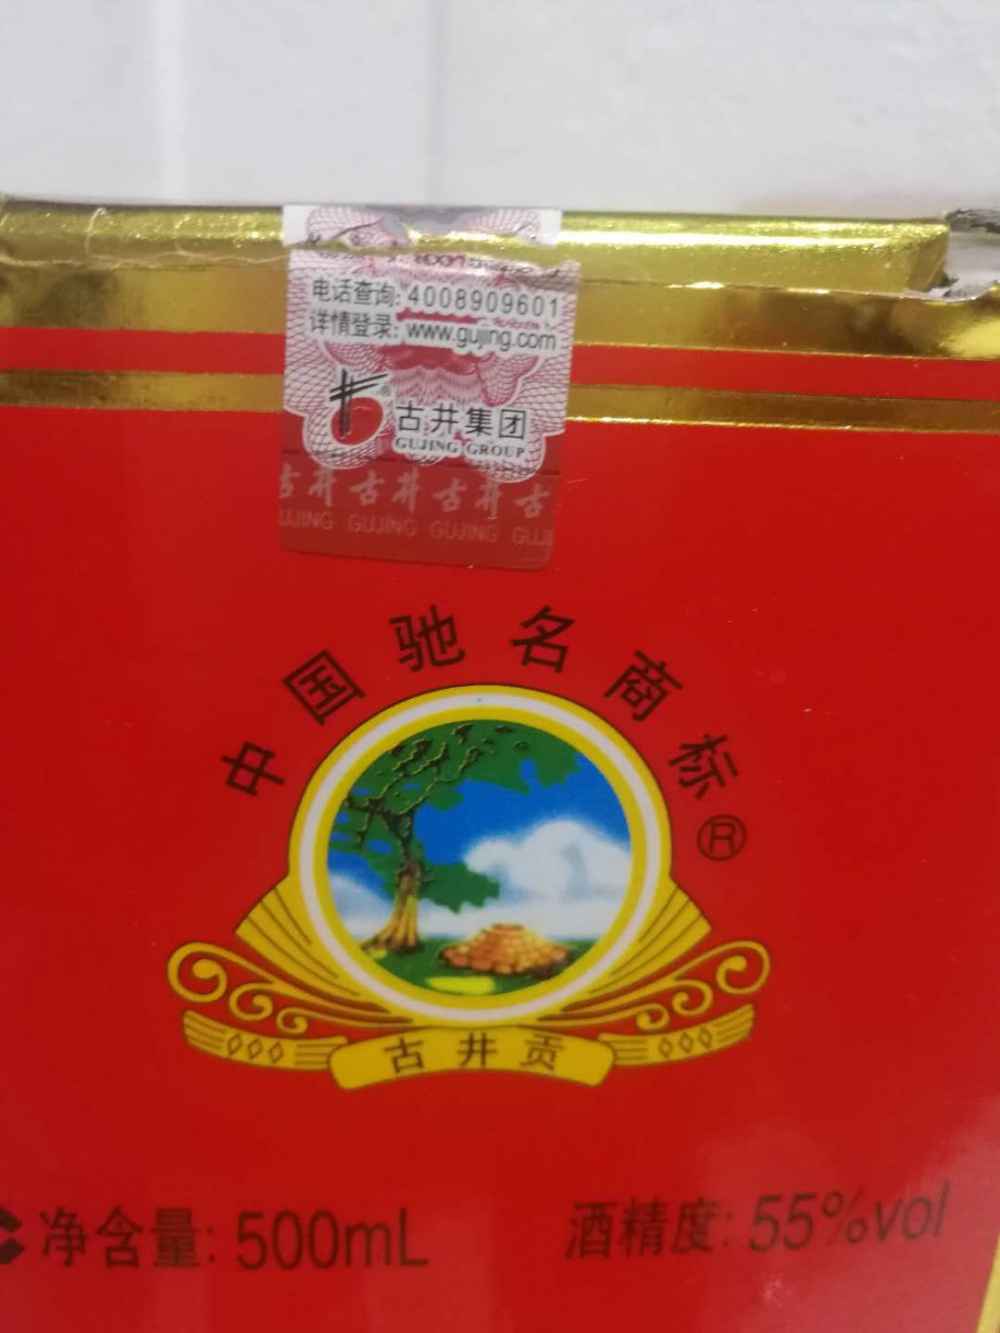 电话查询:4008909601
详情登录:www.gujing.com
古井集团
GUJING GROUP
古井 古井 古井 古
UJING GUJING GUJING GUJI
中国驰名商标®
古井贡
净含量:500mL 酒精度:55%vol